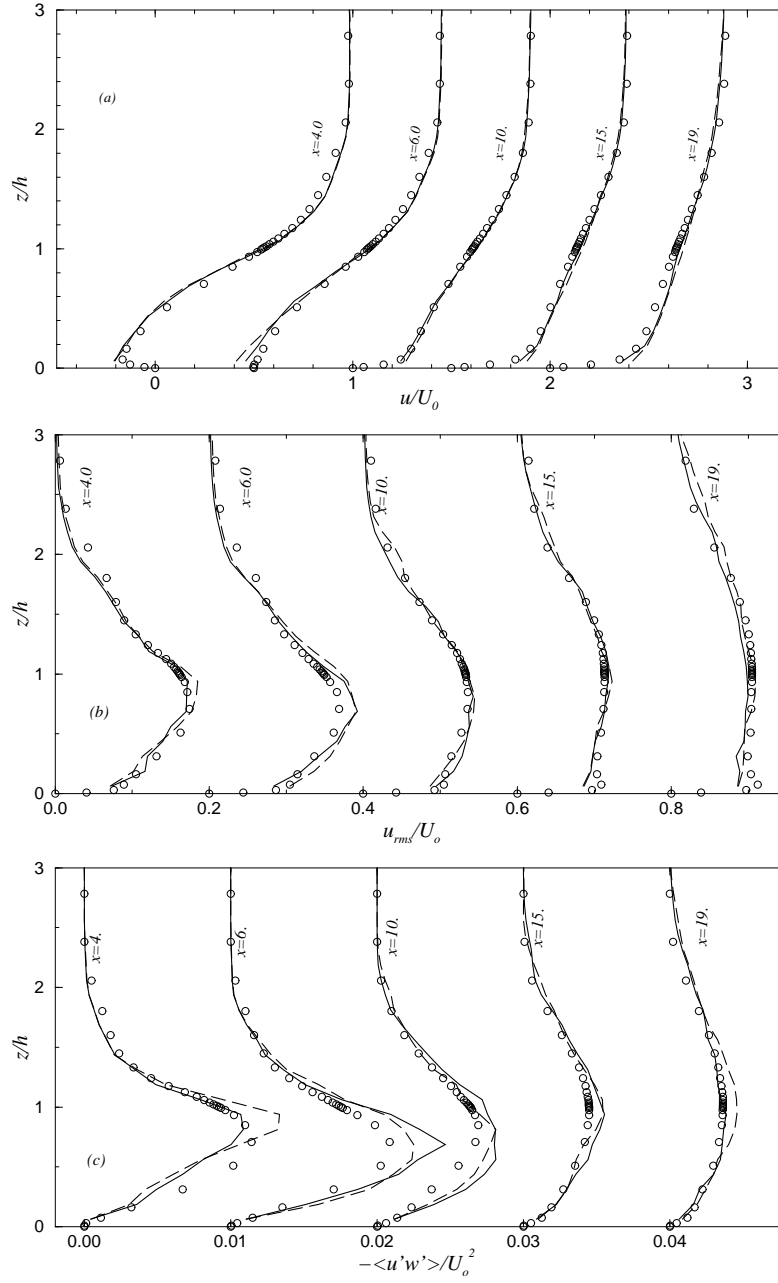 3
2
1
0
z/h
(a)
x=4.0
x=6.0
x=10.
x=15.
x=19.
0
1
2
3
u/Uo
3
2
1
0
z/h
(b)
x=4.0
x=6.0
x=10.
x=15.
x=19.
0.0
0.2
0.4
0.6
0.8
urms/Uo
3
2
1
0
z/h
(c)
x=4.
x=6.
x=10.
x=15.
x=19.
0.00
0.01
0.02
0.03
0.04
−<u'w'>/Uo2